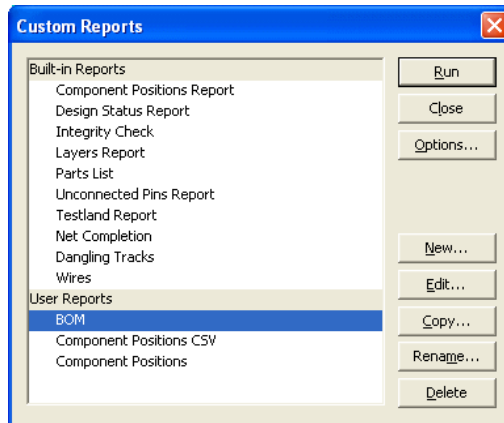 Custom Reports
Built-in Reports
Component Positions Report
Design Status Report
Integrity Check
Layers Report
Parts List
Unconnected Pins Report
Testland Report
Net Completion
Dangling Tracks
Wires
User Reports
BOM
Component Positions CSV
Component Positions
Run
Close
Options...
New...
Edit...
Copy...
Rename...
Delete